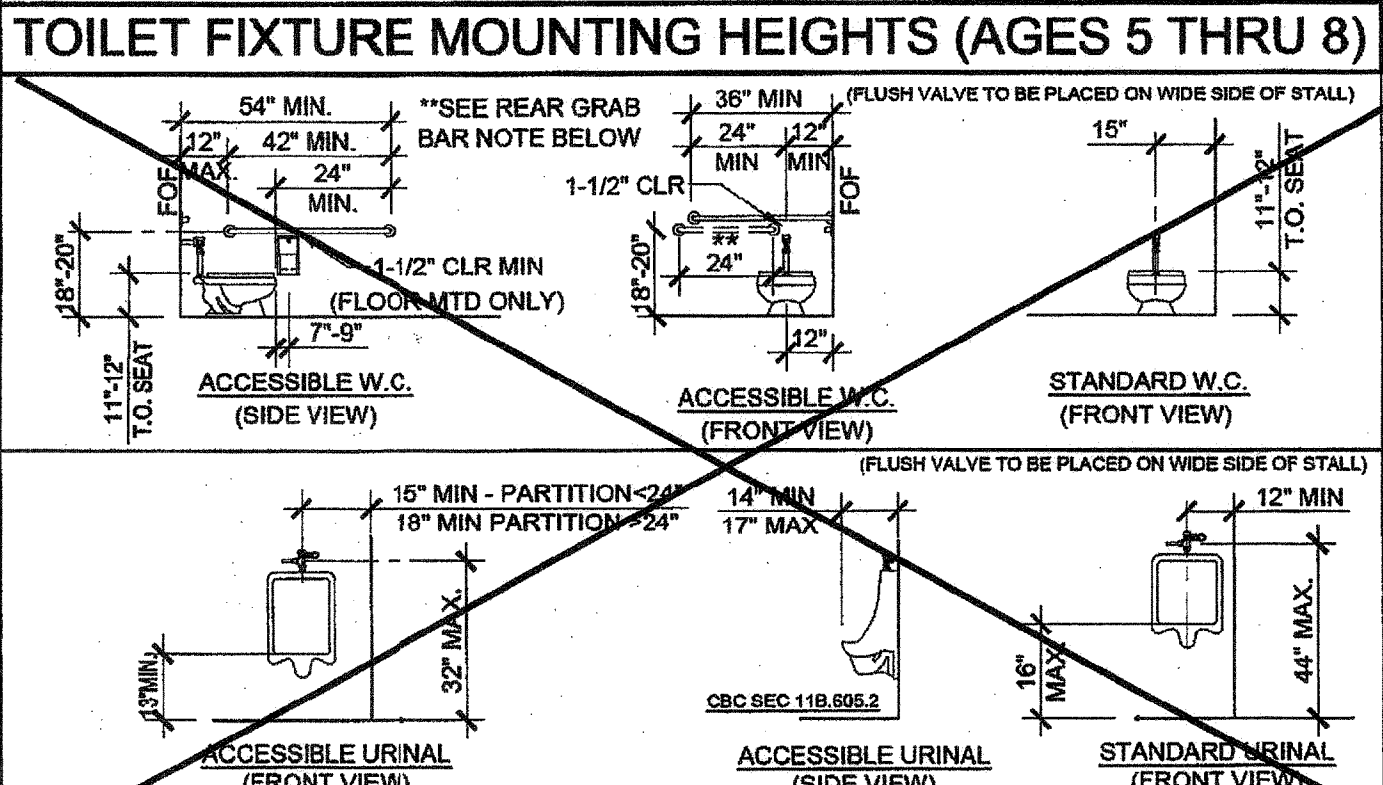 TOILET FIXTURE MOUNTING HEIGHTS (AGES 5 THRU 8)
54" MIN.
12" MAX.
42" MIN.
24" MIN.
**SEE REAR GRAB
BAR NOTE BELOW
FOF
18"-20"
1-1/2" CLR MIN
(FLOOR MTD ONLY)
7"-9"
11"-12"
T.O. SEAT
ACCESSIBLE W.C.
(SIDE VIEW)
36" MIN
24" MIN
12" MIN
1-1/2" CLR
FOF
**
24"
18"-20"
12"
ACCESSIBLE W.C.
(FRONT VIEW)
(FLUSH VALVE TO BE PLACED ON WIDE SIDE OF STALL)
15"
11"-12"
T.O. SEAT
STANDARD W.C.
(FRONT VIEW)
15" MIN - PARTITION<24"
18" MIN PARTITION >24"
32" MAX.
13"MIN.
ACCESSIBLE URINAL
(FRONT VIEW)
14" MIN
17" MAX
CBC SEC 11B.605.2
ACCESSIBLE URINAL
(SIDE VIEW)
(FLUSH VALVE TO BE PLACED ON WIDE SIDE OF STALL)
12" MIN
16"
MAX.
44" MAX.
STANDARD URINAL
(FRONT VIEW)